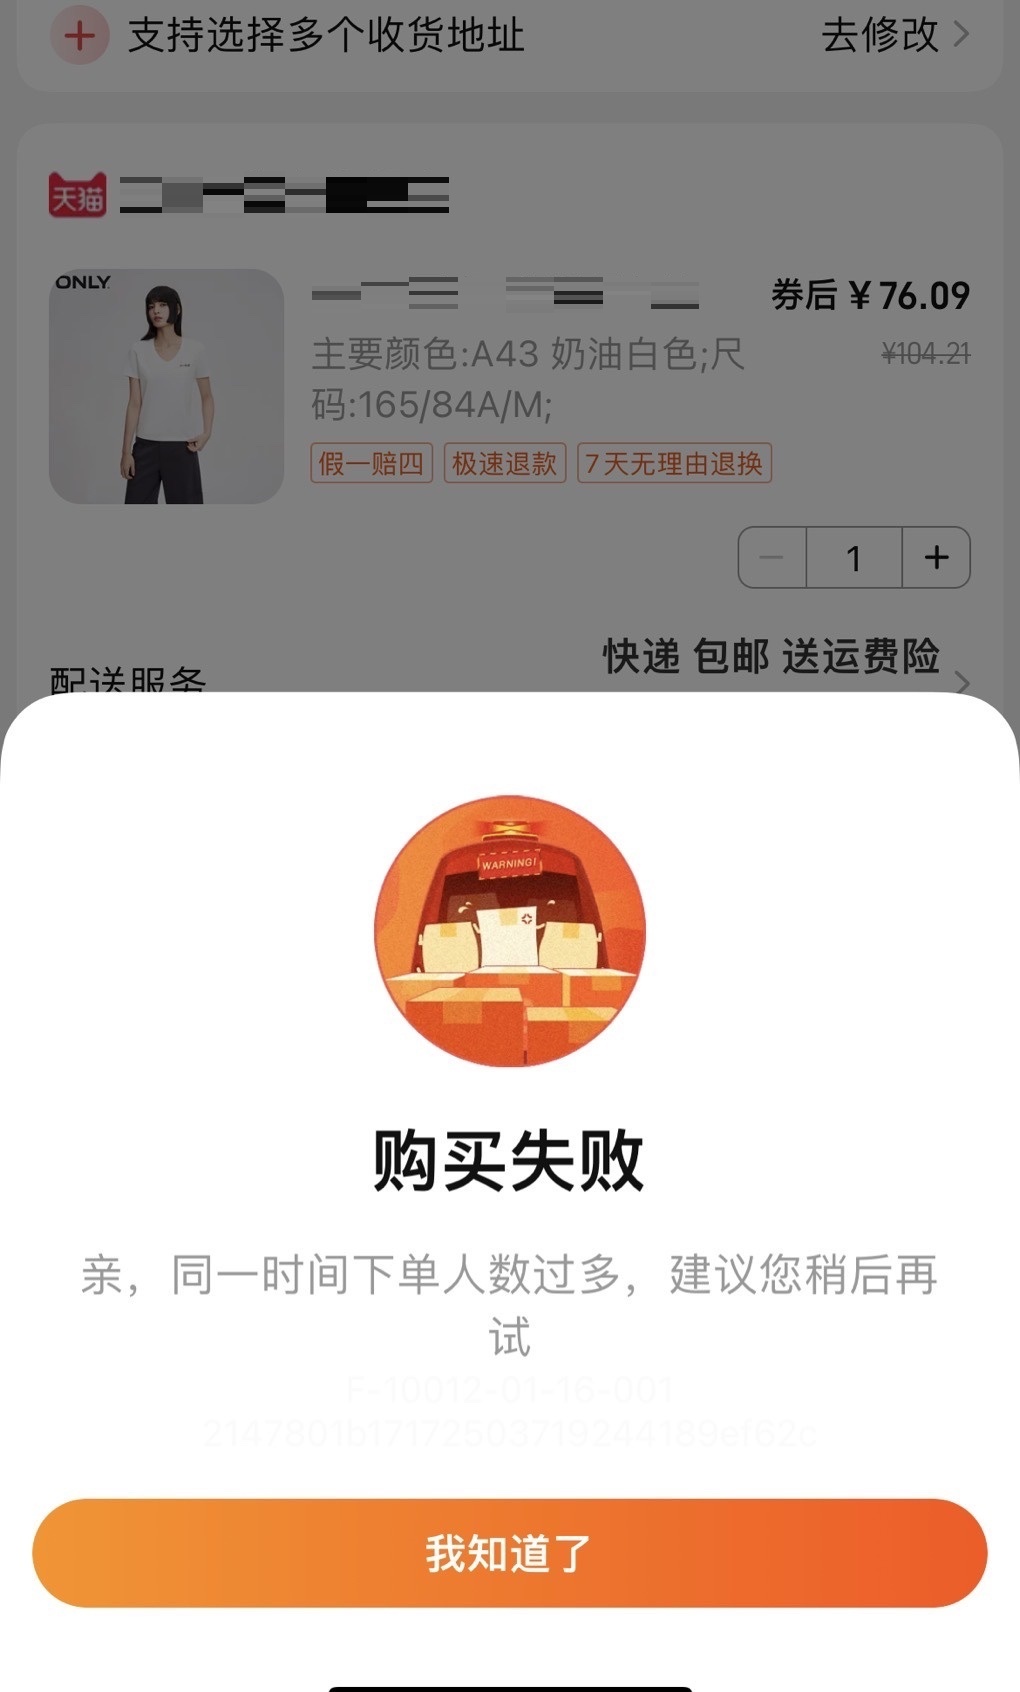 支持选择多个收货地址 去修改
天猫
ONLY
券后 ¥76.09
主要颜色:A43 奶油白色;尺 ¥104.21
码:165/84A/M;
假一赔四 极速退款 7天无理由退换
1
快递 包邮 送运费险
配送服务
WARNING!
购买失败
亲，同一时间下单人数过多，建议您稍后再
试
F-10012-01-16-001
2147801b17172503719244189ef62c
我知道了